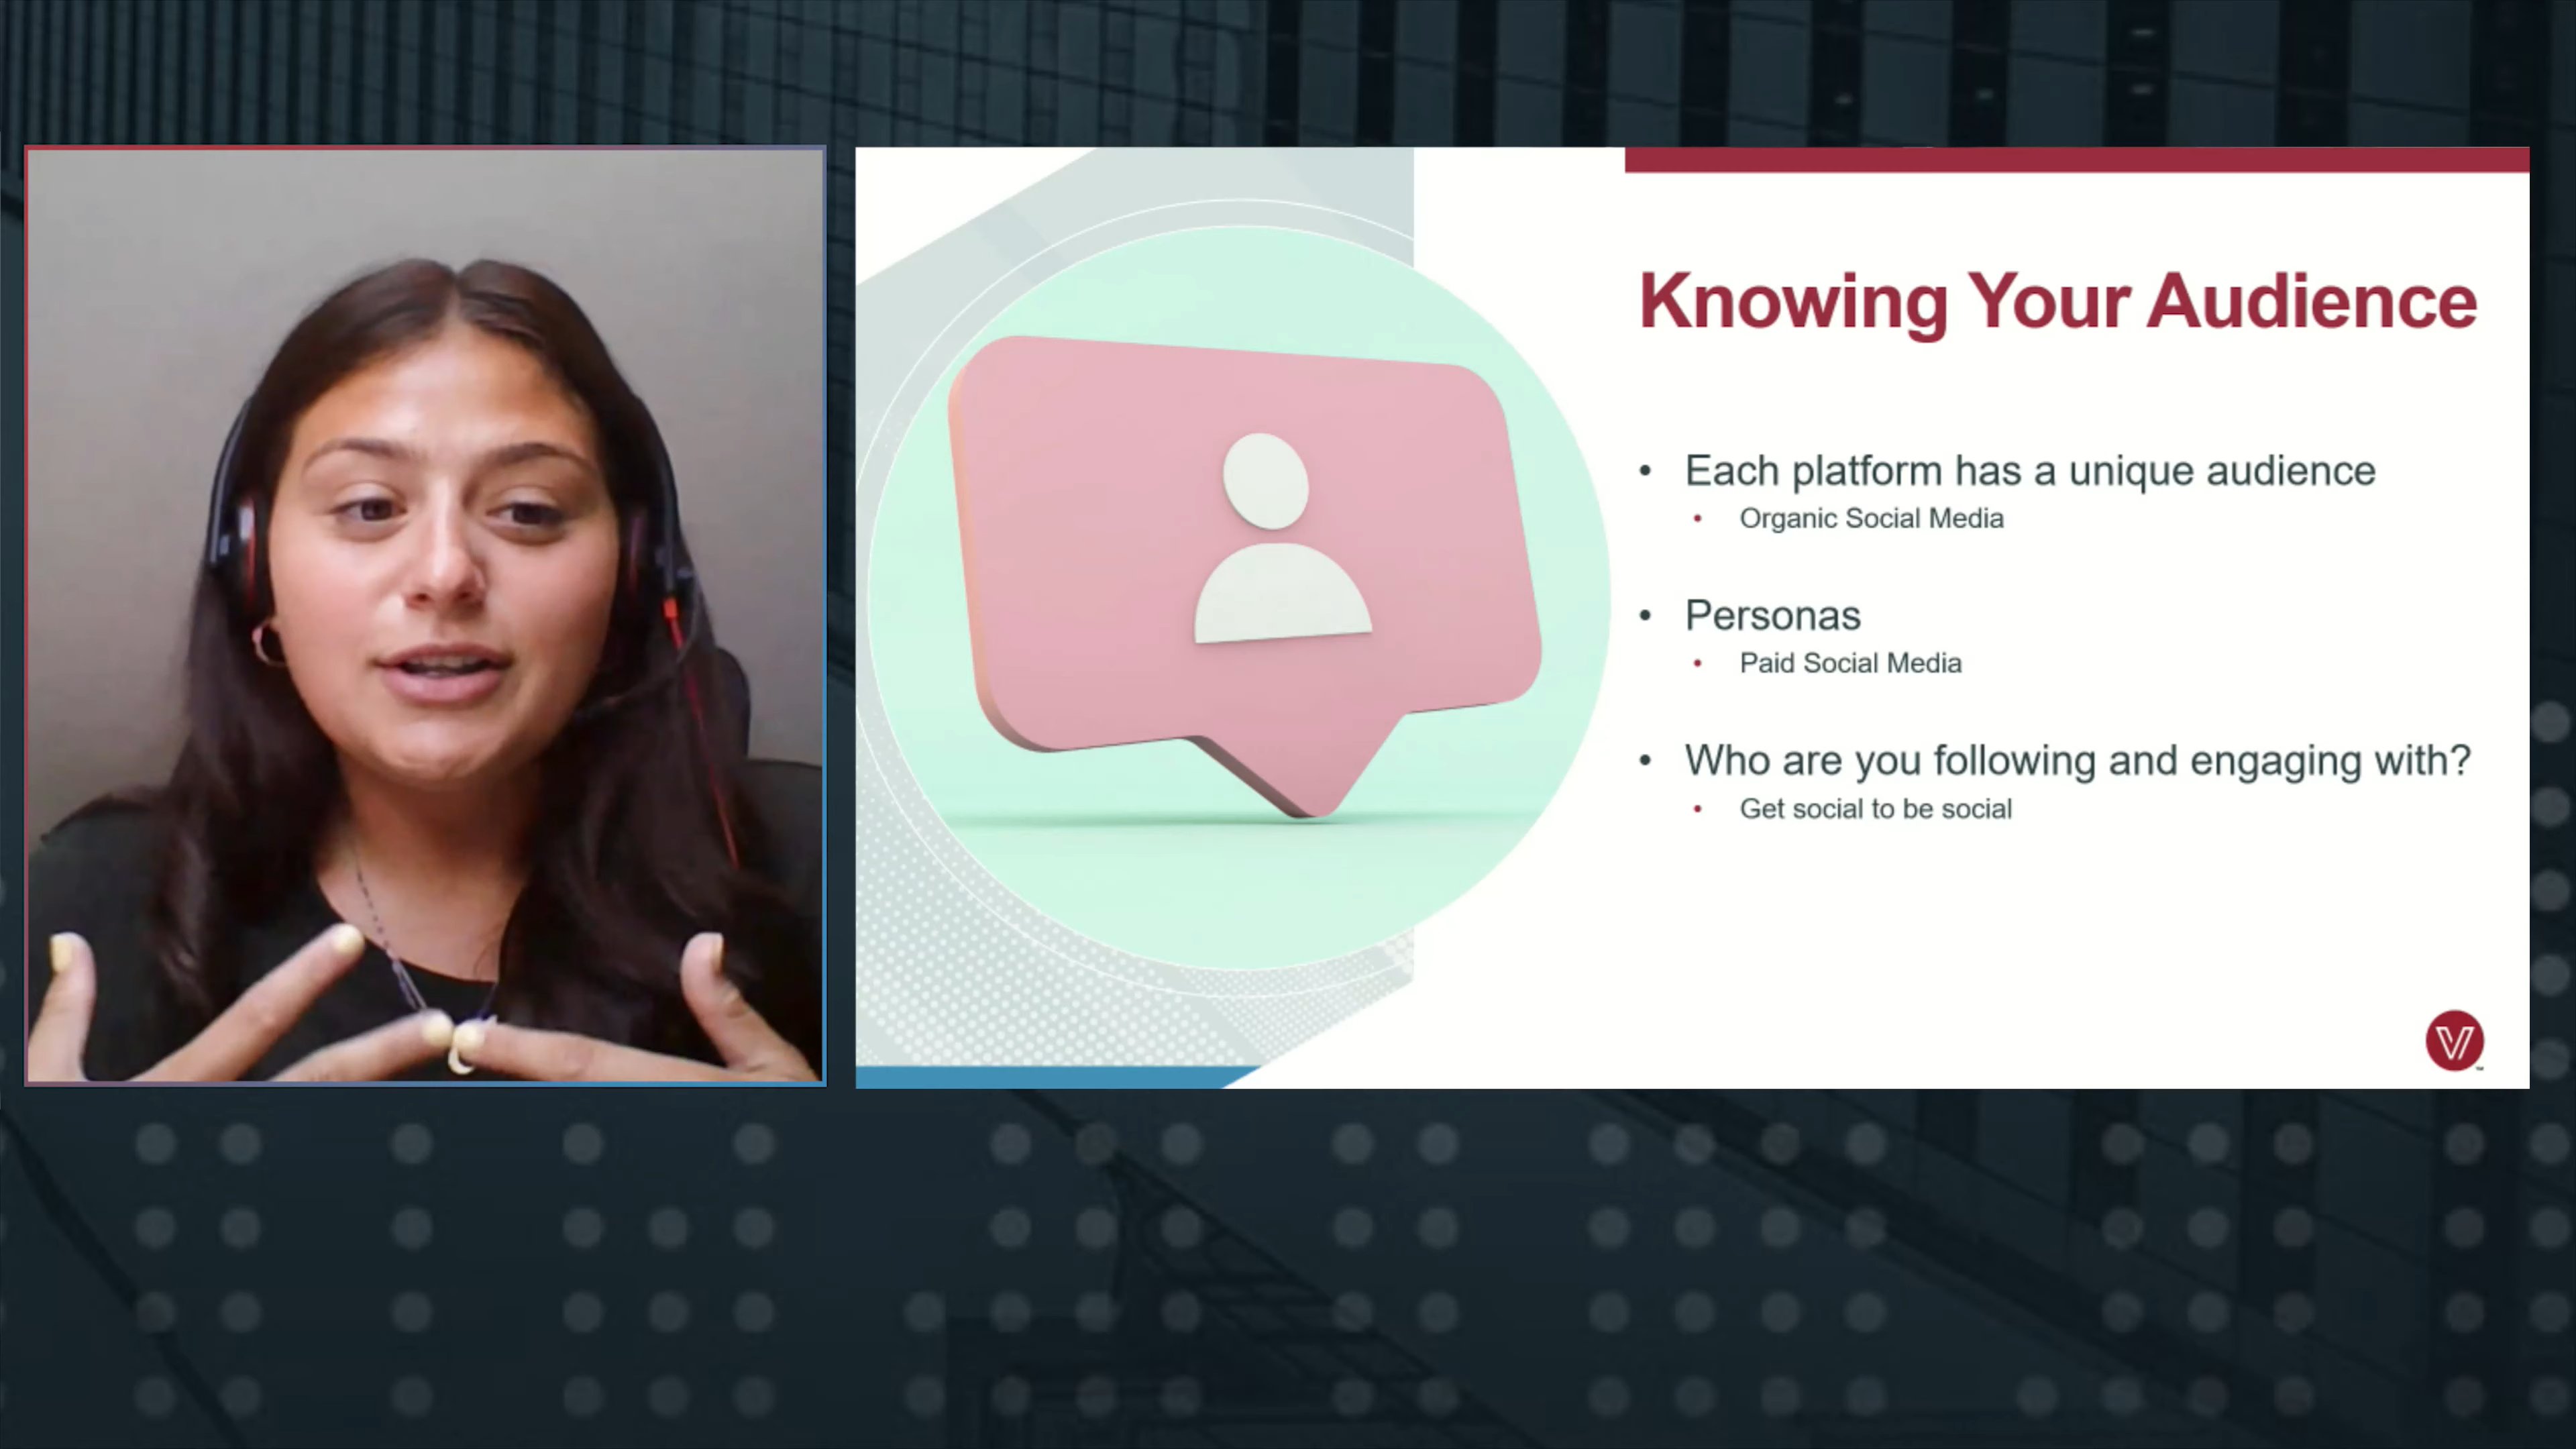 Knowing Your Audience
• Each platform has a unique audience
• Organic Social Media
• Personas
• Paid Social Media
• Who are you following and engaging with?
• Get social to be social
V